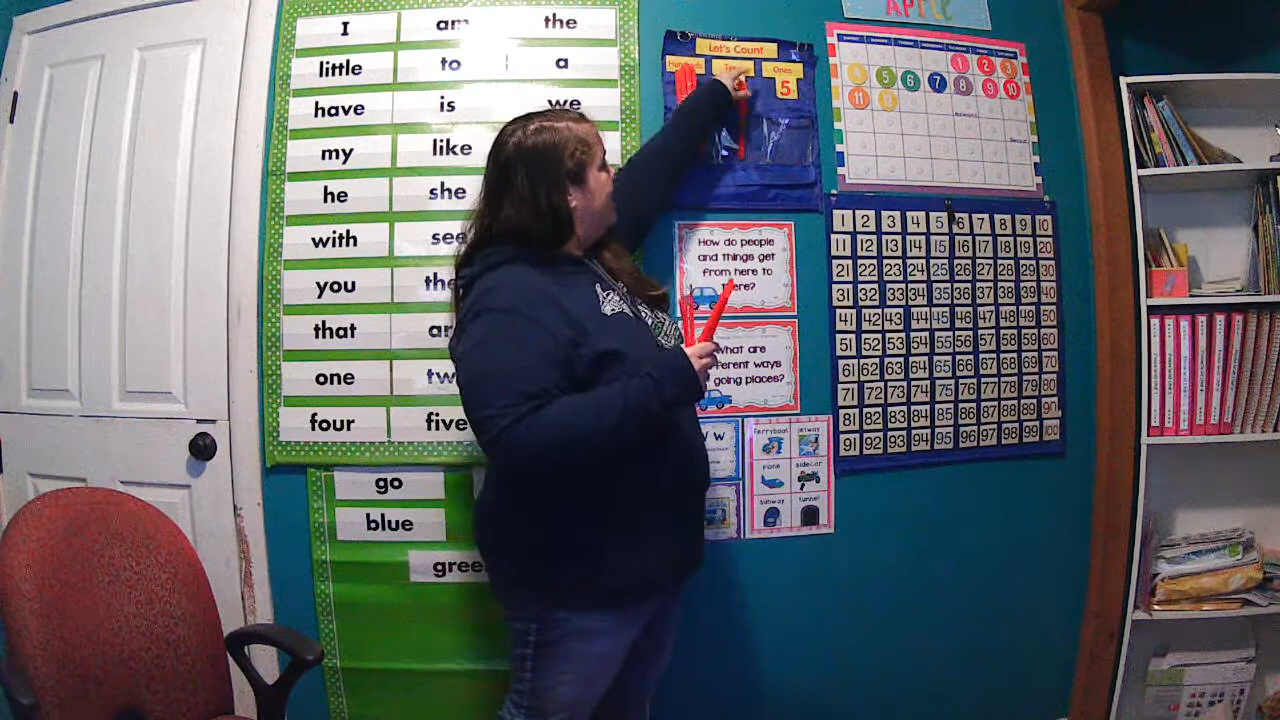 I am the
little to a
have is we
my like
he she
with see
you
that
one
four five
go
blue
APPLE
Let's Count
Hundreds Ones
5
1 2 3
4 5 6 7 8 9 10
11 12
How do people
and things get
from here to
there?
What are
going places?
W w
ferryboat jetway
plane sidecar
subway tunnel
1 2 3 4 5 6 7 8 9 10
11 12 13 14 15 16 17 18 19 20
21 22 23 24 25 26 27 28 29 30
31 32 33 34 35 36 37 38 39 40
41 42 43 44 45 46 47 48 49 50
51 52 53 54 55 56 57 58 59 60
61 62 63 64 65 66 67 68 69 70
71 72 73 74 75 76 77 78 79 80
81 82 83 84 85 86 87 88 89 90
91 92 93 94 95 96 97 98 99 100